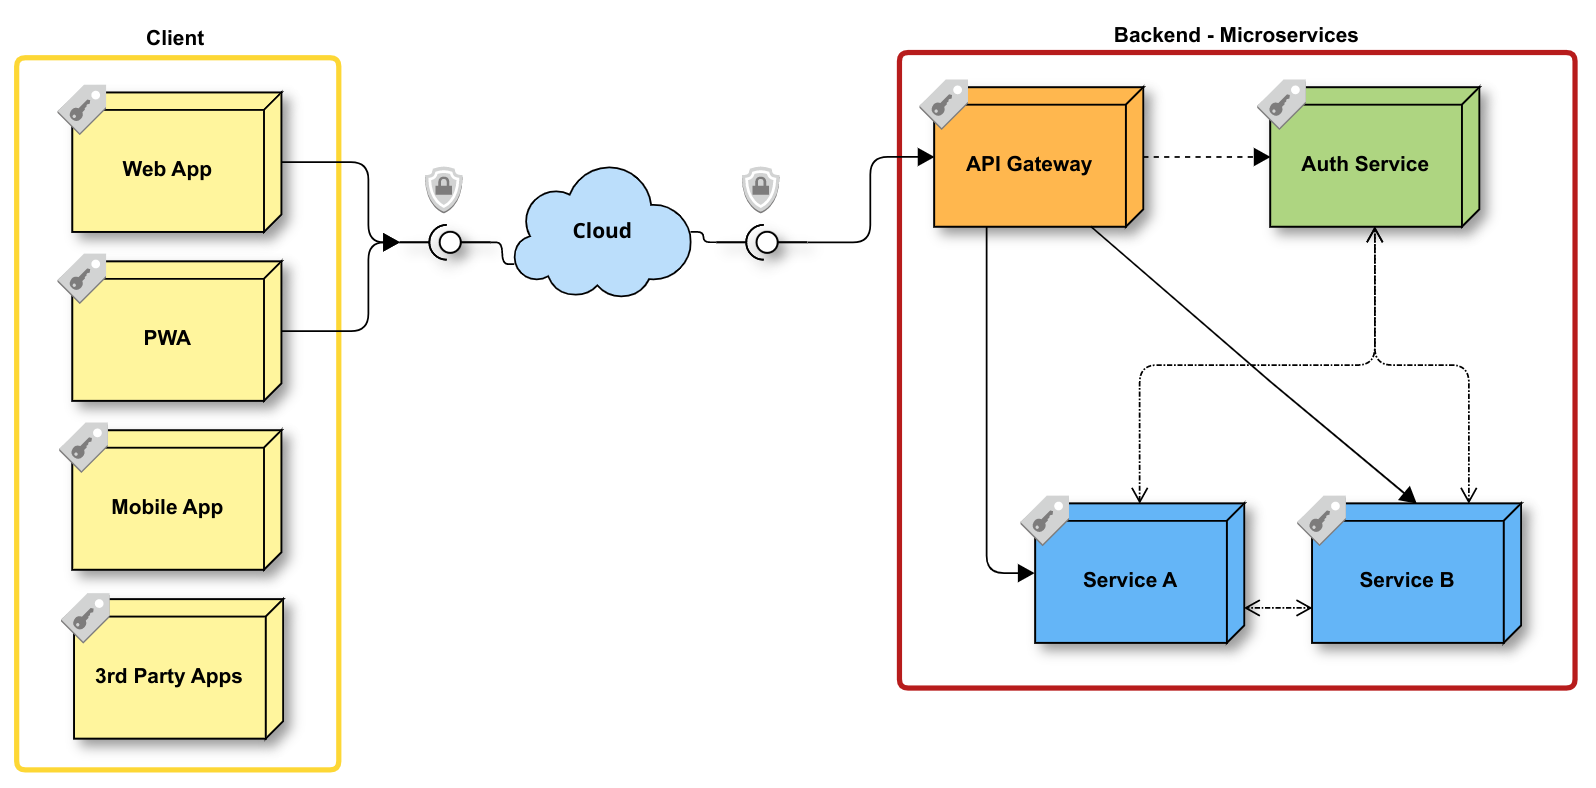 Client
Web App
PWA
Mobile App
3rd Party Apps
Cloud
Backend - Microservices
API Gateway
Auth Service
Service A
Service B